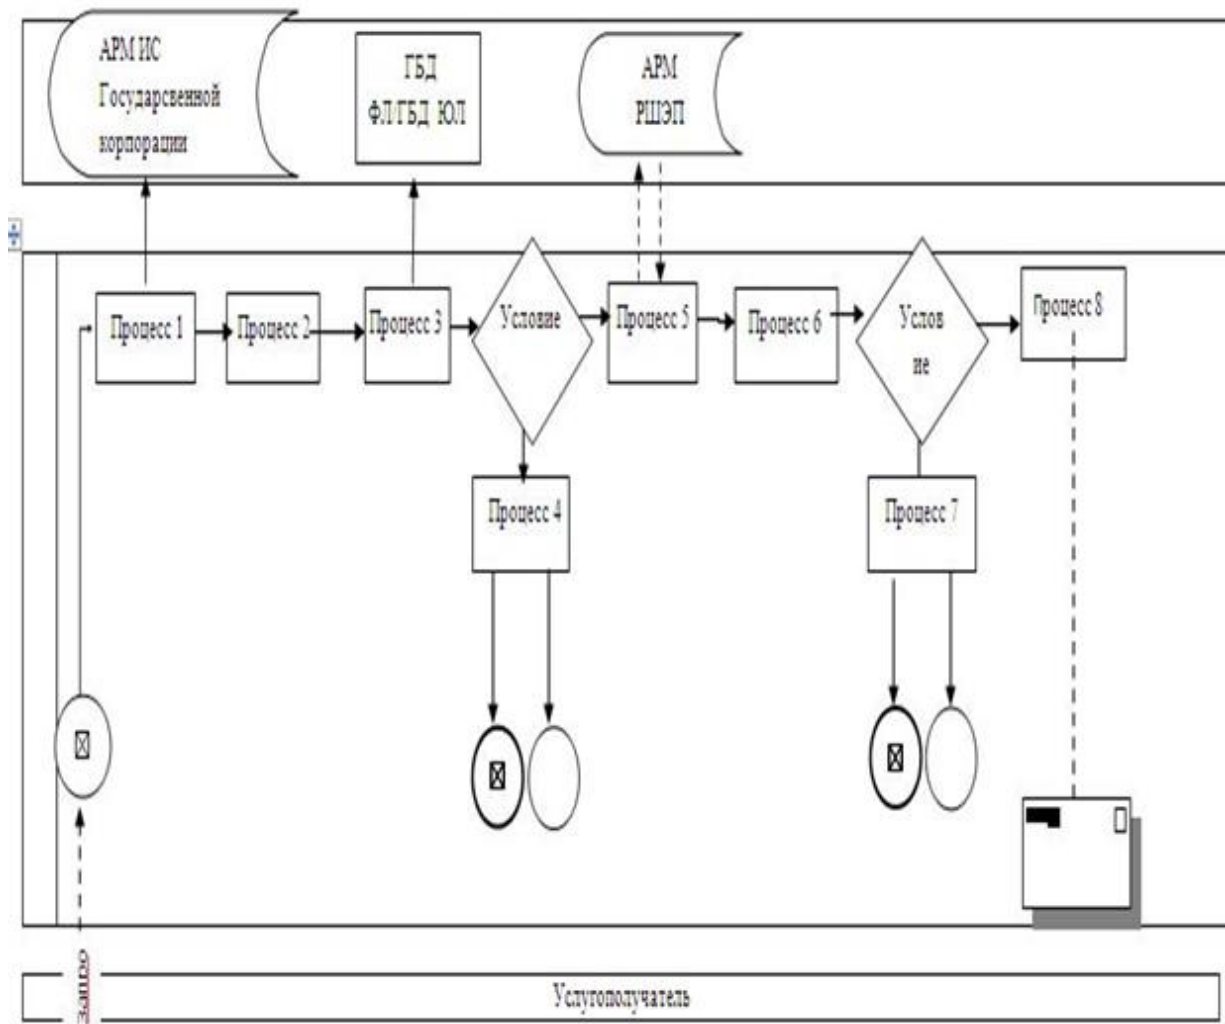 АРМ ИС
Государсвенной
корпорации
ГБД
ФЛ/ГБД ЮЛ
АРМ
РШЭП
Процесс 1
Процесс 2
Процесс 3
Условие
Процесс 5
Процесс 6
Услов
ие
Процесс 8
Процесс 4
Процесс 7
запро
Услугополучатель